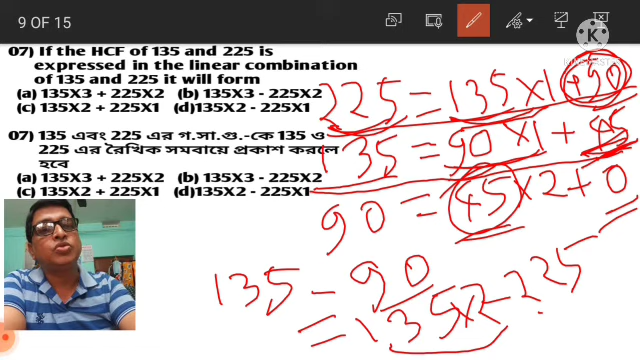 9 OF 15
07) If the HCF of 135 and 225 is
expressed in the linear combination
of 135 and 225 it will form
(a) 135X3 + 225X2 (b) 135X3 - 225X2
(c) 135X2 + 225X1 (d)135X2 - 225X1
07) 135 এবং 225 এর গ.সা.গু.-কে 135 ও
225 এর রৈখিক সমবায়ে প্রকাশ করলে
হবে
(a) 135X3 + 225X2 (b) 135X3 - 225X2
(c) 135X2 + 225X1 (d)135X2 - 225X1
225 = 135×1 +90
135 = 90×1 + 45
90 = 45×2+0
135 - 90
= 135×2-225